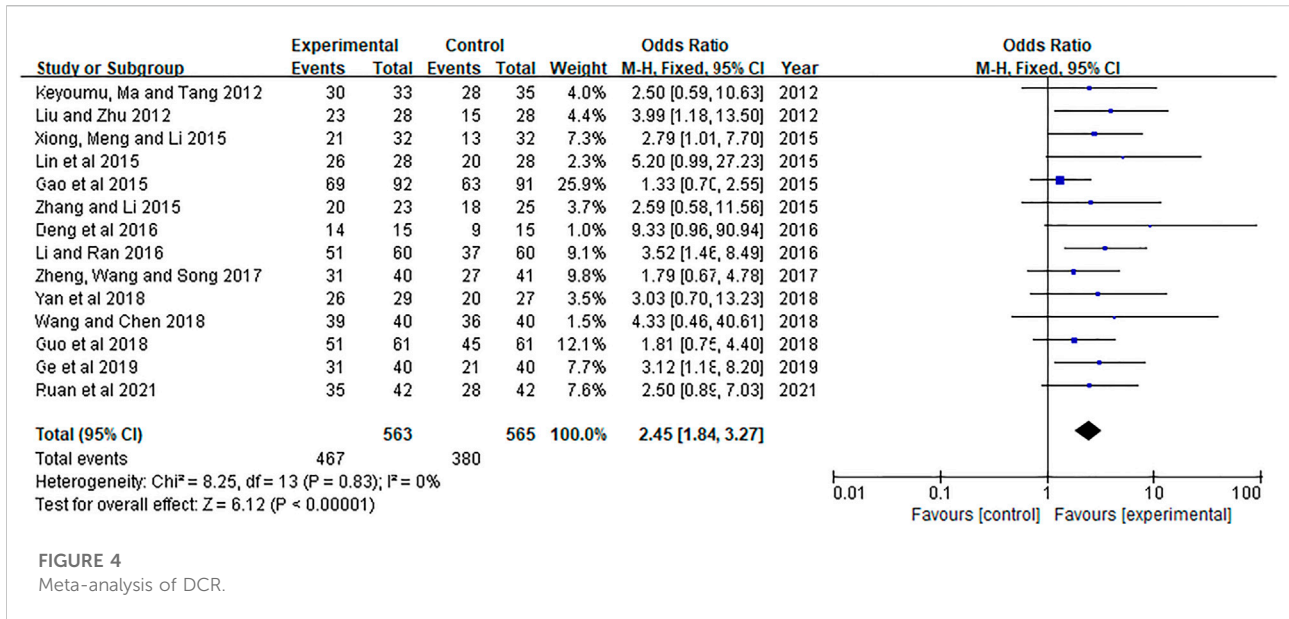 Experimental Control Odds Ratio Odds Ratio
Study or Subgroup Events Total Events Total Weight M-H, Fixed, 95% CI Year M-H, Fixed, 95% CI
Keyoumu, Ma and Tang 2012 30 33 28 35 4.0% 2.50 [0.59, 10.63] 2012
Liu and Zhu 2012 23 28 15 28 4.4% 3.99 [1.18, 13.50] 2012
Xiong, Meng and Li 2015 21 32 13 32 7.3% 2.79 [1.01, 7.70] 2015
Lin et al 2015 26 28 20 28 2.3% 5.20 [0.99, 27.23] 2015
Gao et al 2015 69 92 63 91 25.9% 1.33 [0.70, 2.55] 2015
Zhang and Li 2015 20 23 18 25 3.7% 2.59 [0.58, 11.56] 2015
Deng et al 2016 14 15 9 15 1.0% 9.33 [0.96, 90.94] 2016
Li and Ran 2016 51 60 37 60 9.1% 3.52 [1.46, 8.49] 2016
Zheng, Wang and Song 2017 31 40 27 41 9.8% 1.79 [0.67, 4.78] 2017
Yan et al 2018 26 29 20 27 3.5% 3.03 [0.70, 13.23] 2018
Wang and Chen 2018 39 40 36 40 1.5% 4.33 [0.46, 40.61] 2018
Guo et al 2018 51 61 45 61 12.1% 1.81 [0.75, 4.40] 2018
Ge et al 2019 31 40 21 40 7.7% 3.12 [1.18, 8.20] 2019
Ruan et al 2021 35 42 28 42 7.6% 2.50 [0.89, 7.03] 2021
Total (95% CI) 563 565 100.0% 2.45 [1.84, 3.27]
Total events 467 380
Heterogeneity: Chi² = 8.25, df = 13 (P = 0.83); I² = 0%
Test for overall effect: Z = 6.12 (P < 0.00001)
0.01 0.1 1 10 100
Favours [control] Favours [experimental]
FIGURE 4
Meta-analysis of DCR.